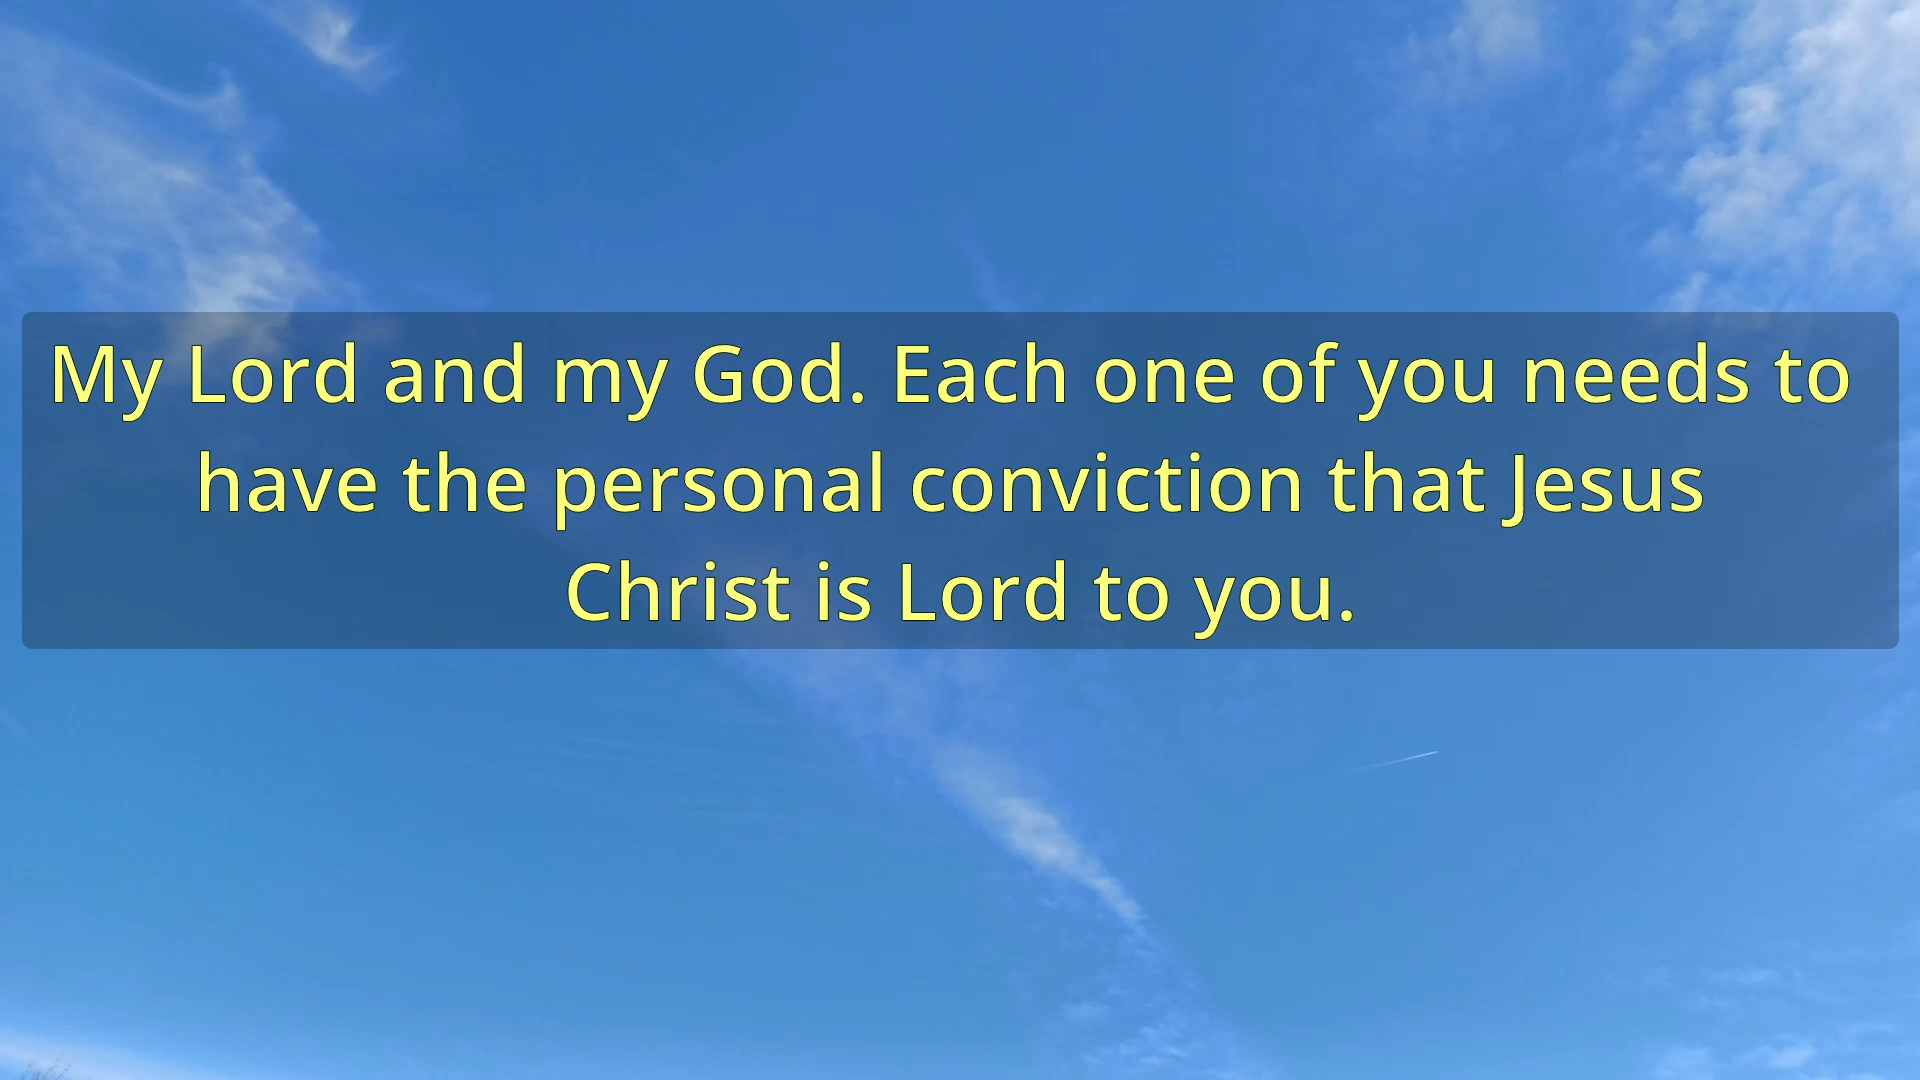 My Lord and my God. Each one of you needs to
have the personal conviction that Jesus
Christ is Lord to you.